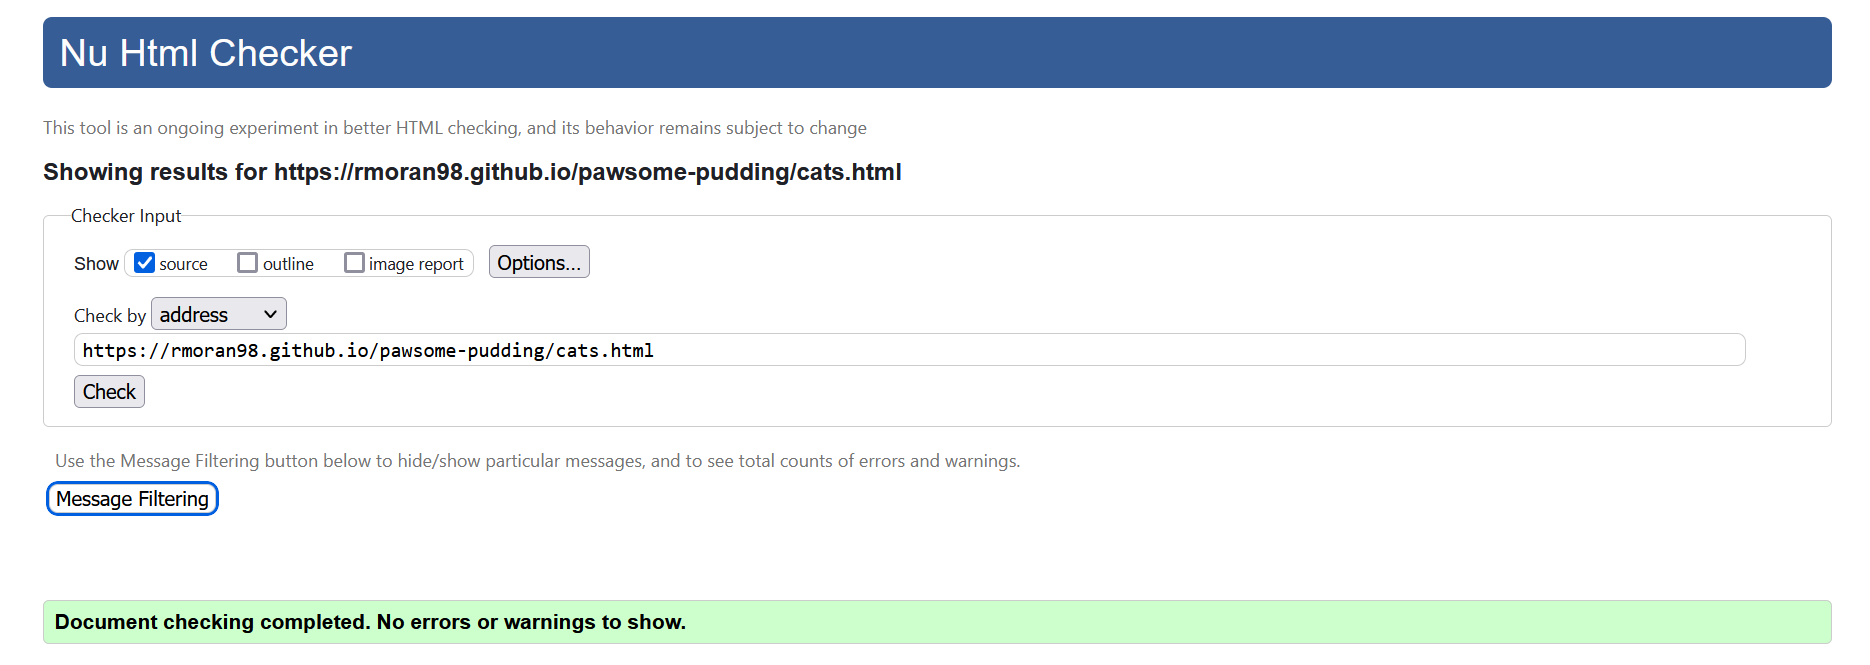 Nu Html Checker
This tool is an ongoing experiment in better HTML checking, and its behavior remains subject to change
Showing results for https://rmoran98.github.io/pawsome-pudding/cats.html
Checker Input
Show source outline image report Options...
Check by address
https://rmoran98.github.io/pawsome-pudding/cats.html
Check
Use the Message Filtering button below to hide/show particular messages, and to see total counts of errors and warnings.
Message Filtering
Document checking completed. No errors or warnings to show.